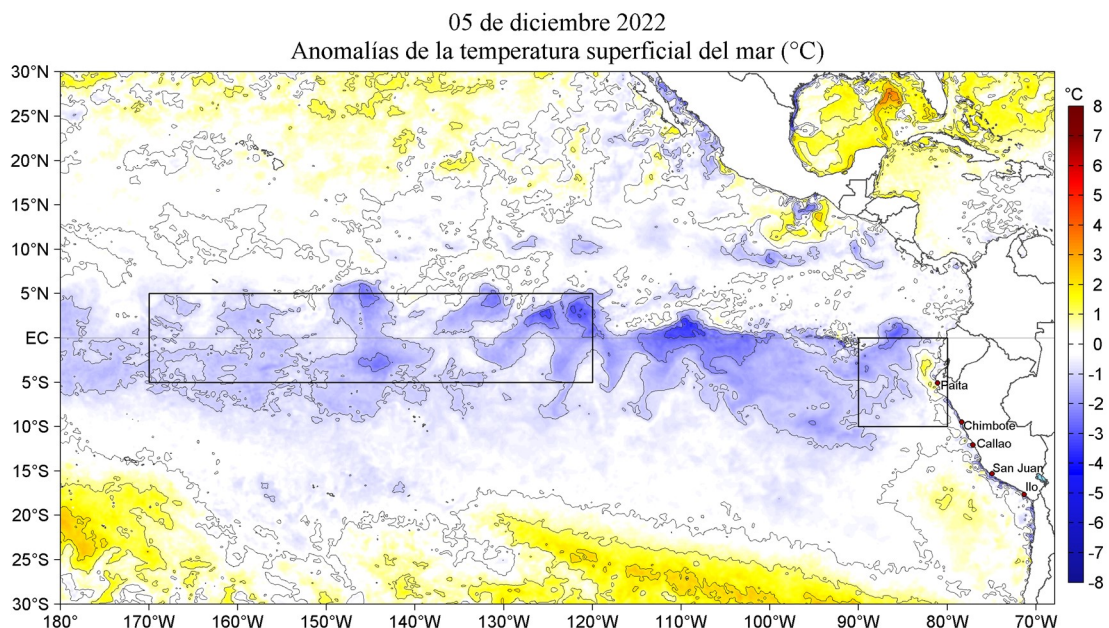 05 de diciembre 2022
Anomalías de la temperatura superficial del mar (°C)
30°N
25°N
20°N
15°N
10°N
5°N
EC
5°S
10°S
15°S
20°S
25°S
30°S
180 170°W 160°W 150°W 140°W 130°W 120°W 110°W 100°W 90°W 80°W 70°W
Paita
Chimbote
Callao
San Juan
Ilo
°C
8
7
6
5
4
3
2
1
0
-1
-2
-3
-4
-5
-6
-7
-8